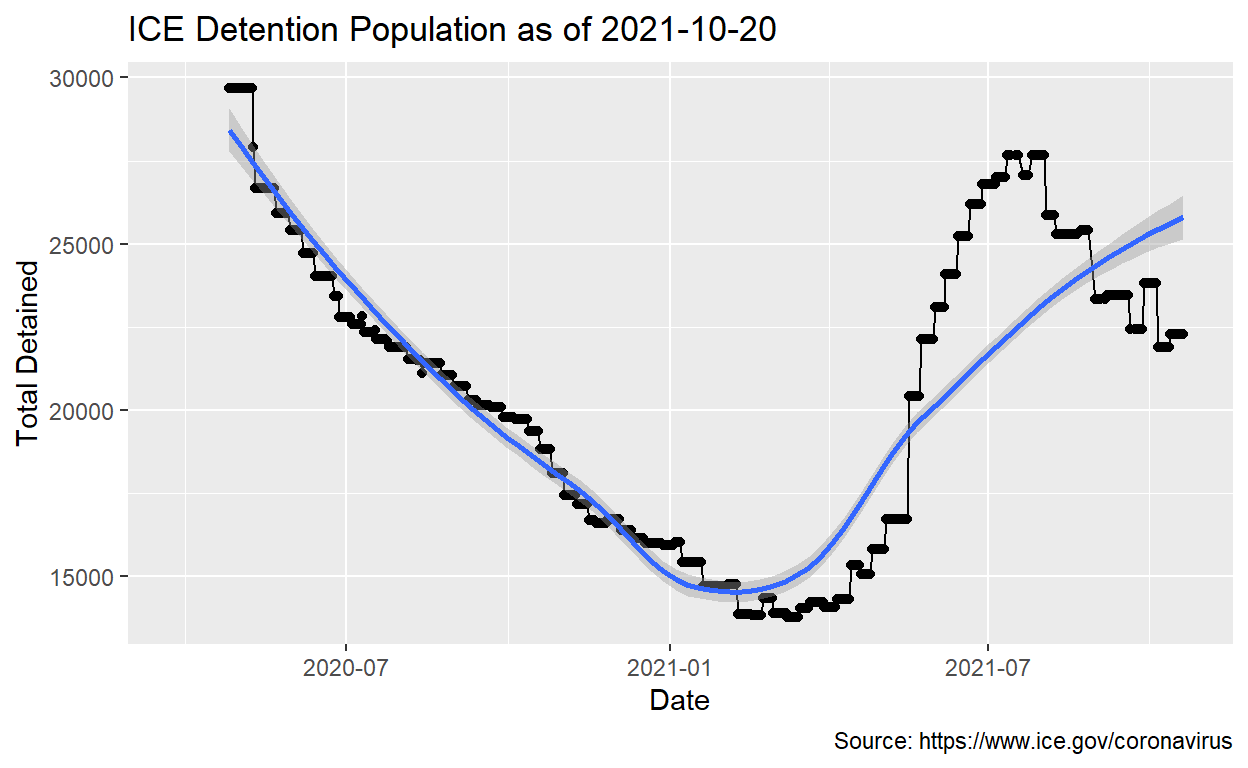 ICE Detention Population as of 2021-10-20
30000
25000
20000
15000
Total Detained
2020-07
2021-01
2021-07
Date
Source: https://www.ice.gov/coronavirus